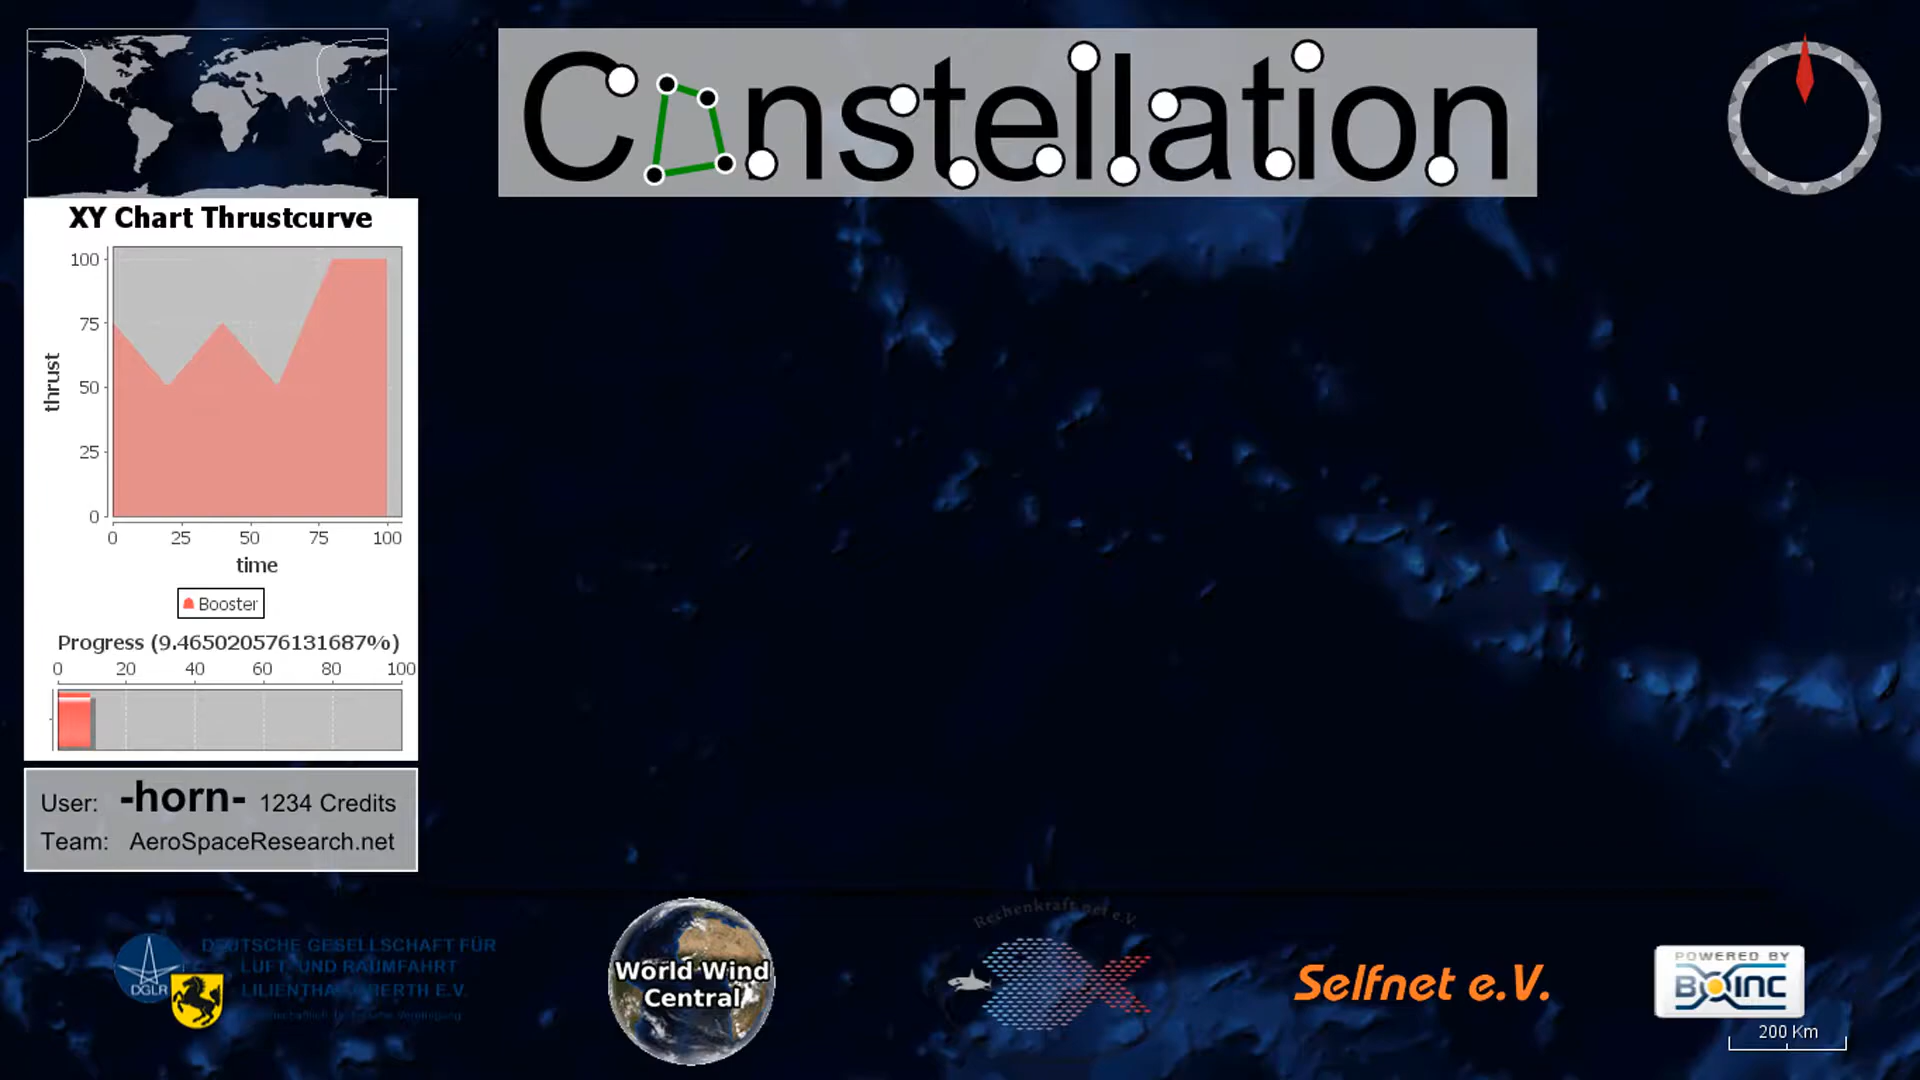 Constellation
XY Chart Thrustcurve
100
75
50
25
0
thrust
0 25 50 75 100
time
Booster
Progress (9.465020576131687%)
0 20 40 60 80 100
User: -horn- 1234 Credits
Team: AeroSpaceResearch.net
DEUTSCHE GESELLSCHAFT FÜR
LUFT- UND RAUMFAHRT
LILIENTHAL-OBERTH E.V.
DGLR
World Wind
Central
Rechenkraft.net e.V.
Selfnet e.V.
POWERED BY
BOINC
200 Km